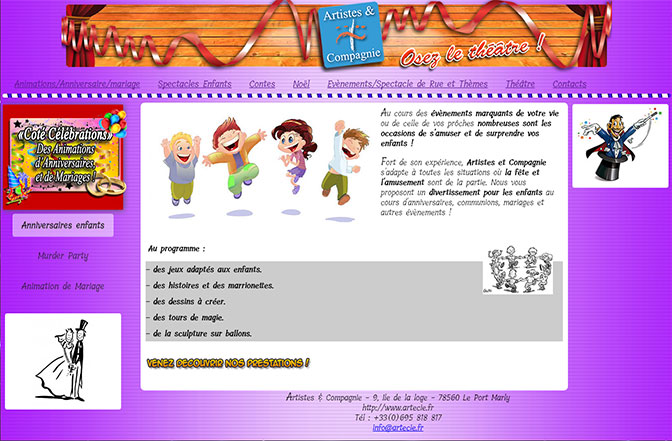 Artistes &
Compagnie
Osez le théâtre !
Animations/Anniversaire/mariage Spectacles Enfants Contes Noël Evènements/Spectacle de Rue et Thèmes Théâtre Contacts
«Coté Célébrations»
Des Animations
d'Anniversaires
et de Mariages !
Anniversaires enfants
Murder Party
Animation de Mariage
Au cours des évènements marquants de votre vie
ou de celle de vos próches nombreuses sont les
occasions de s'amuser et de surprendre vos
enfants !
Fort de son expérience, Artistes et Compagnie
s'adapte à toutes les situations où la fête et
l'amusement sont de la partie. Nous vous
proposons un divertissement pour les enfants au
cours d'anniversaires, communions, mariages et
autres évènements !
Au programme :
- des jeux adaptés aux enfants.
- des histoires et des marrionettes.
- des dessins à créer.
- des tours de magie.
- de la sculpture sur ballons.
VENEZ DECOUVRIR NOS PRESTATIONS !
Artistes & Compagnie - 9, île de la loge - 78560 Le Port Marly
http://www.artecie.fr
Tél : +33(0)695 818 817
info@artecie.fr